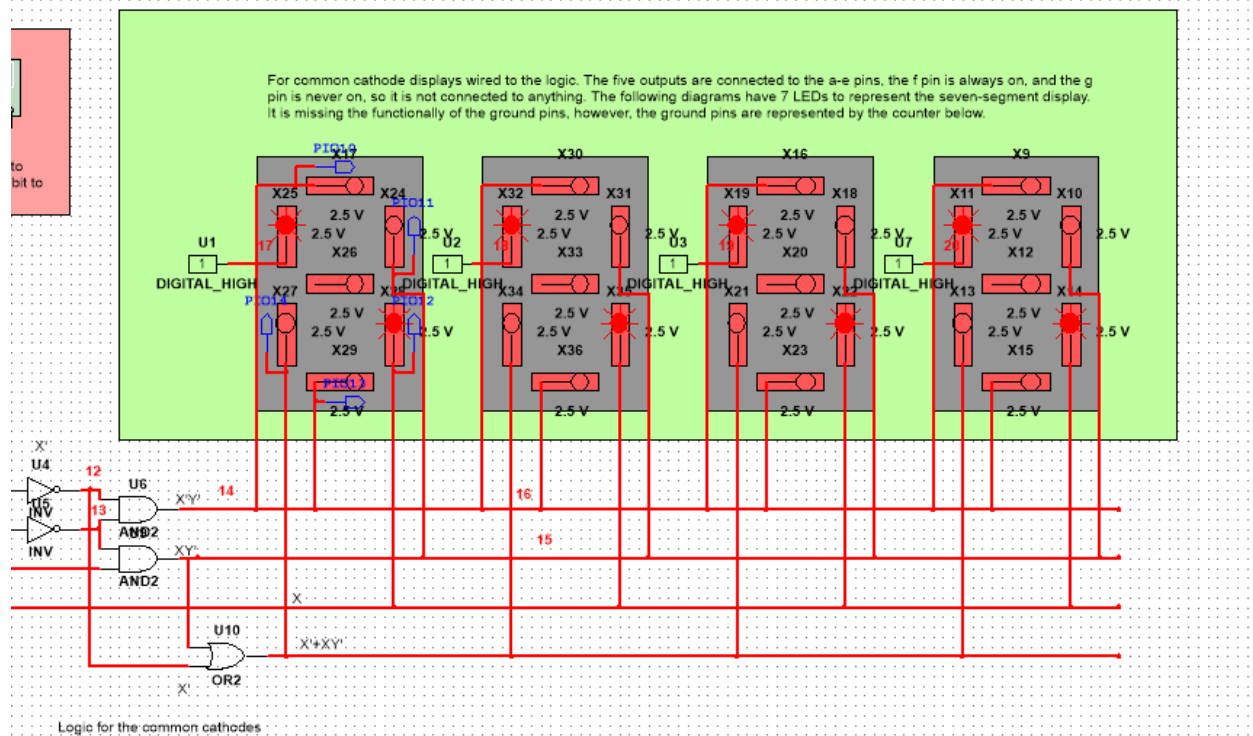 For common cathode displays wired to the logic. The five outputs are connected to the a-e pins, the f pin is always on, and the g
pin is never on, so it is not connected to anything. The following diagrams have 7 LEDs to represent the seven-segment display.
It is missing the functionally of the ground pins, however, the ground pins are represented by the counter below.
to
bit to
PIO10
X17 X30 X16 X9
X25 X24 X32 X31 X19 X18 X11 X10
PIO11
2.5 V 2.5 V 2.5 V 2.5 V
2.5 V 2.5 V 2.5 V 2.5 V 2.5 V 2.5 V 2.5 V 2.5 V
U1 17 U2 18 U3 19 U7 20
X26 X33 X20 X12
1 1 1 1
DIGITAL_HIGH DIGITAL_HIGH DIGITAL_HIGH DIGITAL_HIGH
X27 X28 X34 X35 X21 X22 X13 X14
PIO14 PIO12
2.5 V 2.5 V 2.5 V 2.5 V
2.5 V 2.5 V 2.5 V 2.5 V 2.5 V 2.5 V 2.5 V 2.5 V
X29 X36 X23 X15
PIO13
2.5 V 2.5 V 2.5 V 2.5 V
X'
U4
12
U6
14
16
X'Y'
U5
13
INV
AND2
15
XY'
INV
AND2
X
U10
X'+XY'
OR2
X'
Logic for the common cathodes